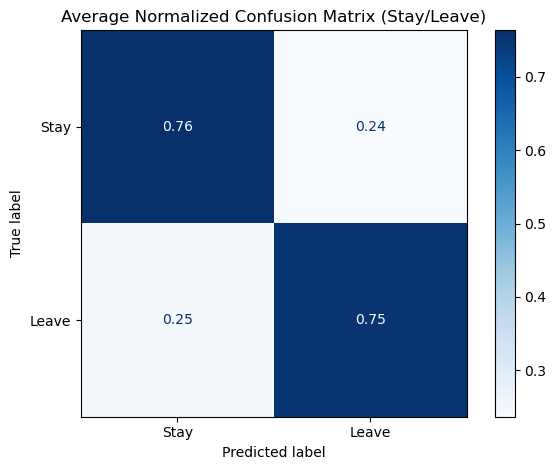 Average Normalized Confusion Matrix (Stay/Leave)
True label
Stay
0.76
0.24
Leave
0.25
0.75
Stay
Leave
Predicted label
0.7
0.6
0.5
0.4
0.3